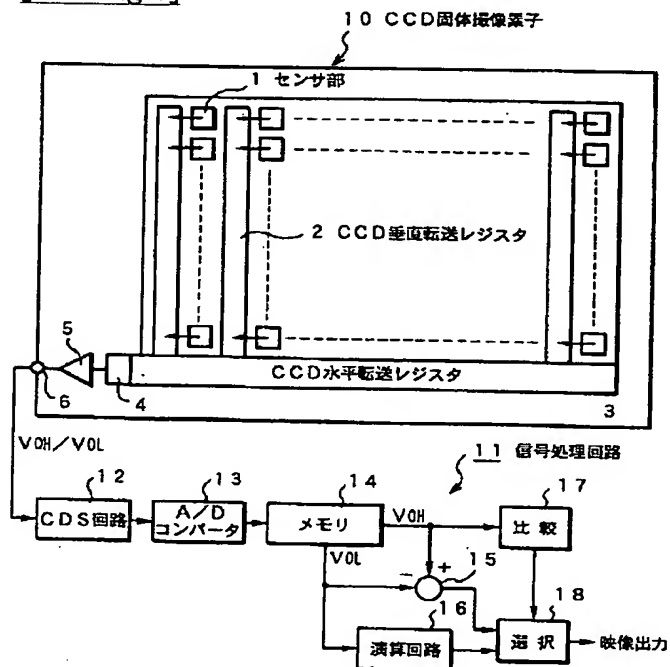 10 CCD固体撮像素子
1 センサ部
2 CCD垂直転送レジスタ
5
CCD水平転送レジスタ
6
4
3
VOH/VOL
11 信号処理回路
12
13
14
17
CDS回路
A/D
コンバータ
メモリ
VOH
比較
VOL
+
15
−
16
18
演算回路
選択
映像出力